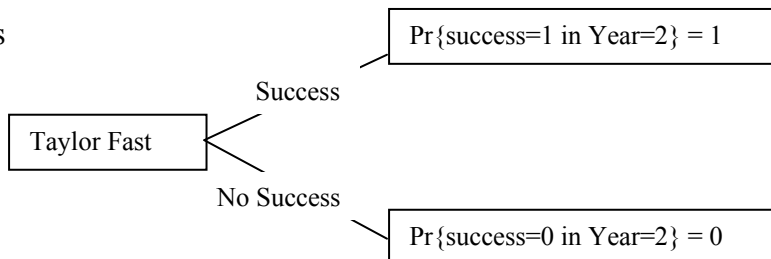 s
Pr{success=1 in Year=2} = 1
Success
Taylor Fast
No Success
Pr{success=0 in Year=2} = 0